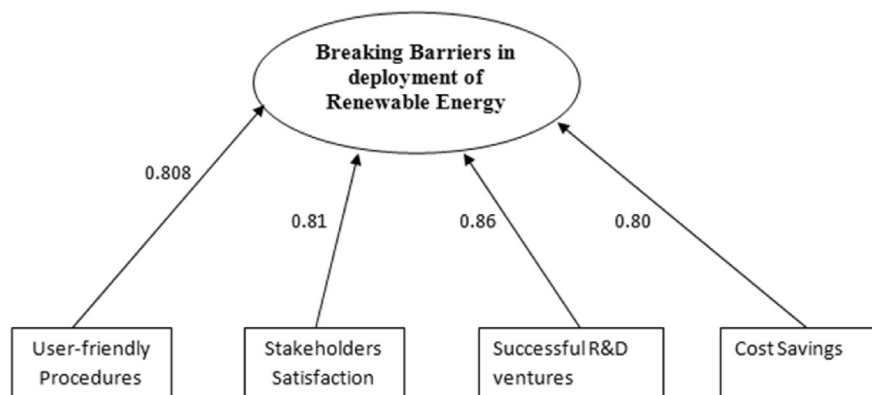 Breaking Barriers in
deployment of
Renewable Energy
0.808
0.81
0.86
0.80
User-friendly
Procedures
Stakeholders
Satisfaction
Successful R&D
ventures
Cost Savings